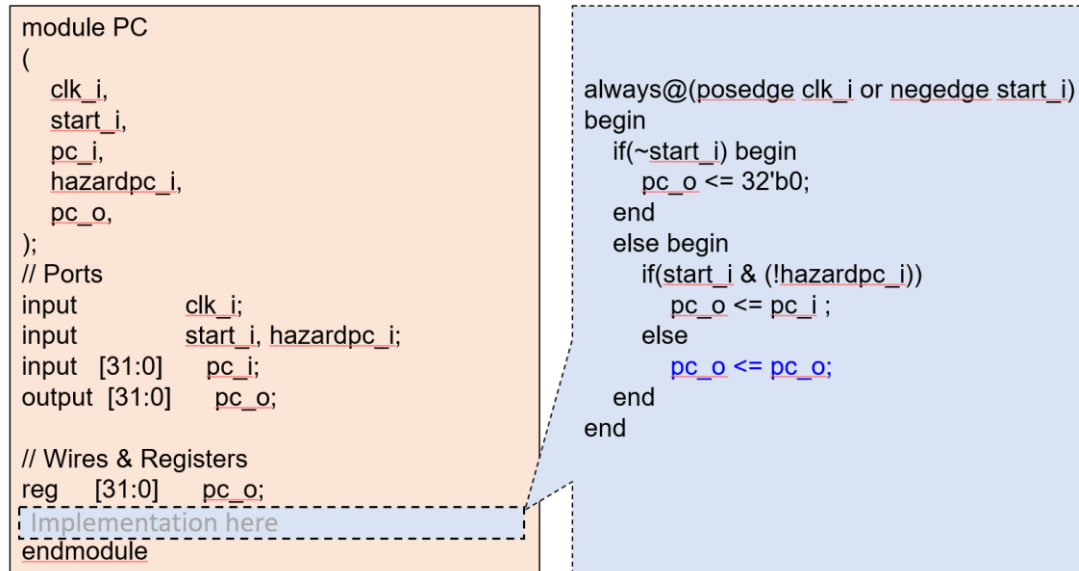 module PC
(
clk_i,
start_i,
pc_i,
hazardpc_i,
pc_o,
);
// Ports
input clk_i;
input start_i, hazardpc_i;
input [31:0] pc_i;
output [31:0] pc_o;
// Wires & Registers
reg [31:0] pc_o;
Implementation here
endmodule
always@(posedge clk_i or negedge start_i)
begin
if(~start_i) begin
pc_o <= 32'b0;
end
else begin
if(start_i & (!hazardpc_i))
pc_o <= pc_i ;
else
pc_o <= pc_o;
end
end